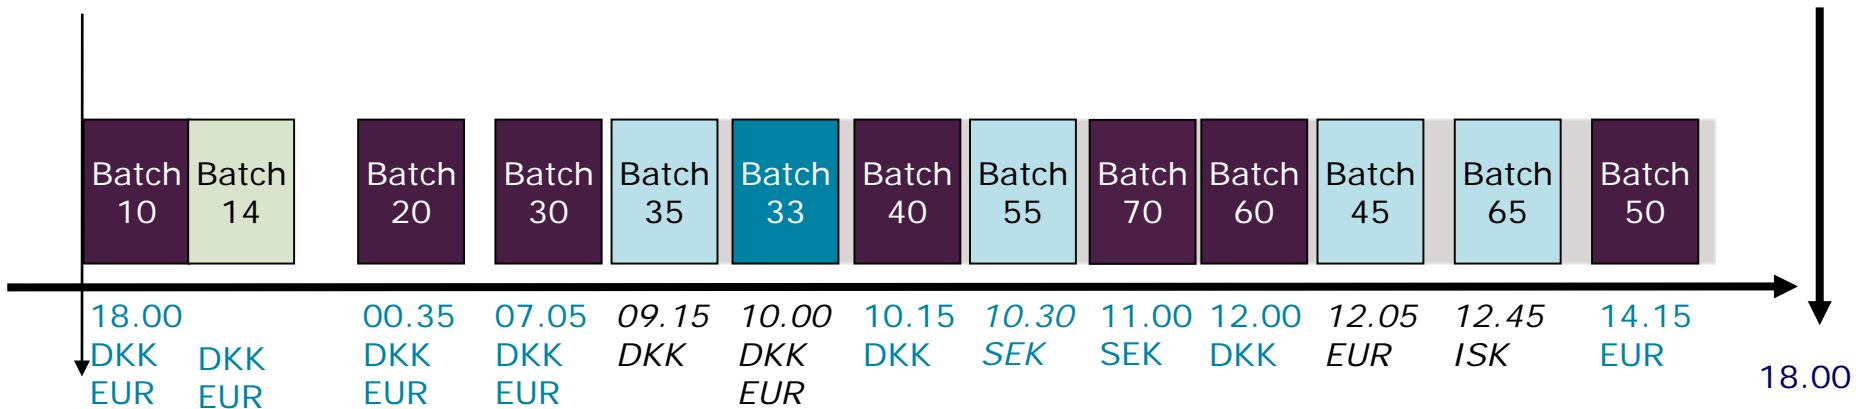 Batch
10
Batch
14
Batch
20
Batch
30
Batch
35
Batch
33
Batch
40
Batch
55
Batch
70
Batch
60
Batch
45
Batch
65
Batch
50
18.00
DKK
EUR
DKK
EUR
00.35
DKK
EUR
07.05
DKK
EUR
09.15
DKK
10.00
DKK
EUR
10.15
DKK
10.30
SEK
11.00
SEK
12.00
DKK
12.05
EUR
12.45
ISK
14.15
EUR
18.00